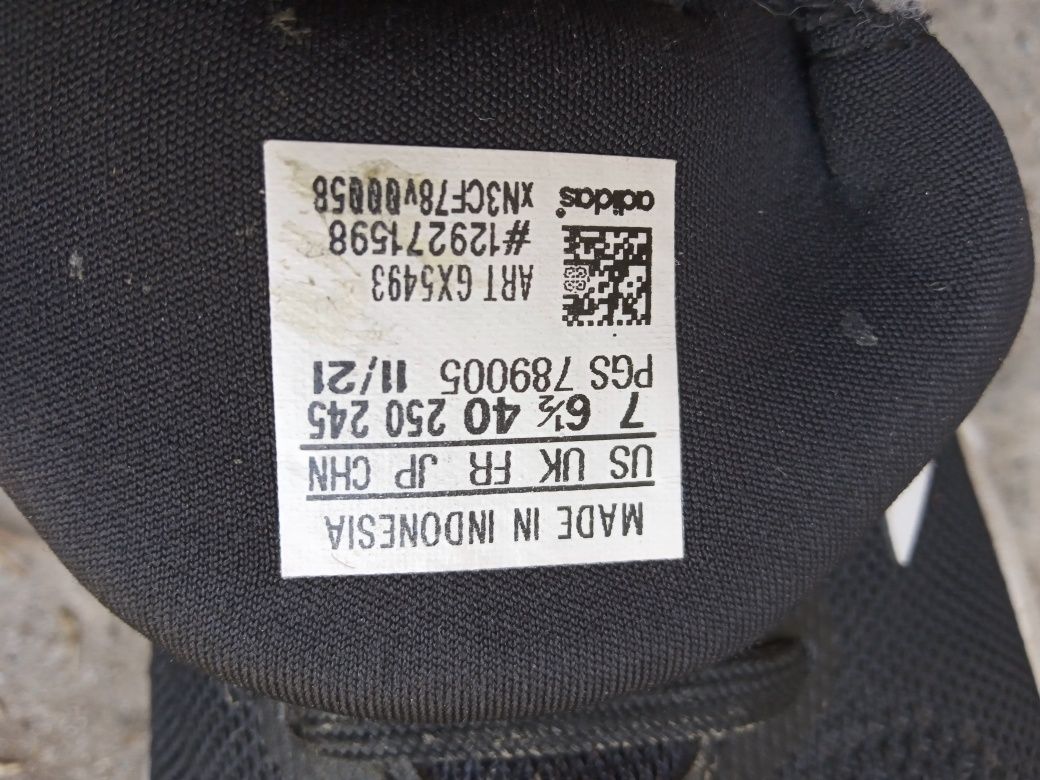 MADE IN INDONESIA
US UK FR JP CHN
7 6½ 40 250 245
PGS 789005 11/21
ART GX5493
#129271598
adidas® xN3CF78v00058